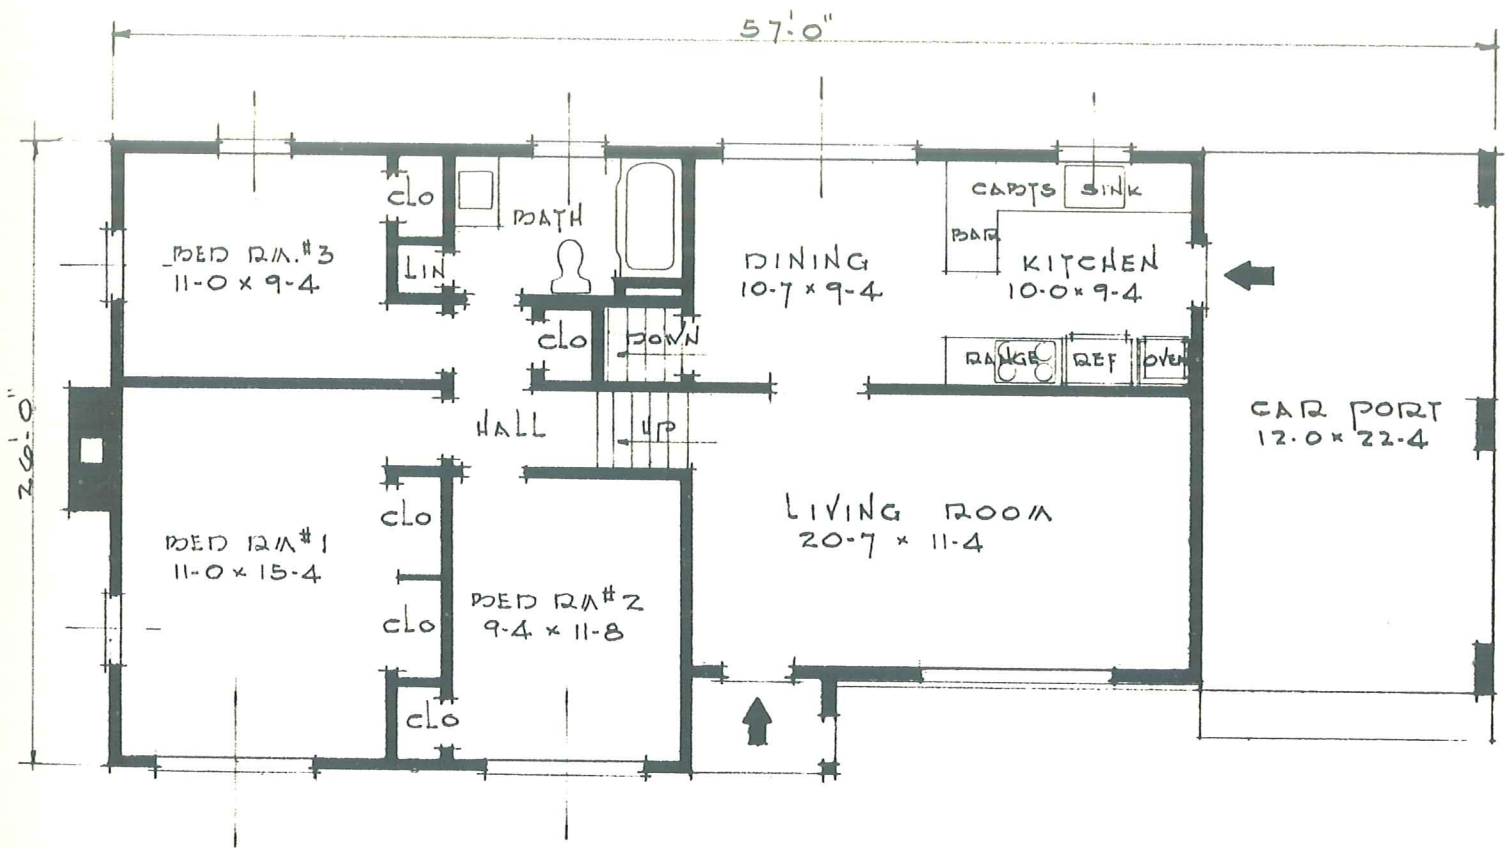 57'-0"
CLO
BATH
CABTS SINK
BAR
BED RM. #3
11-0 x 9-4
LIN
DINING
10-7 x 9-4
KITCHEN
10-0 x 9-4
CLO
DOWN
RANGE
REF
OVEN
26'-0"
HALL
UP
CAR PORT
12-0 x 22-4
CLO
LIVING ROOM
20-7 x 11-4
BED RM #1
11-0 x 15-4
CLO
BED RM #2
9-4 x 11-8
CLO